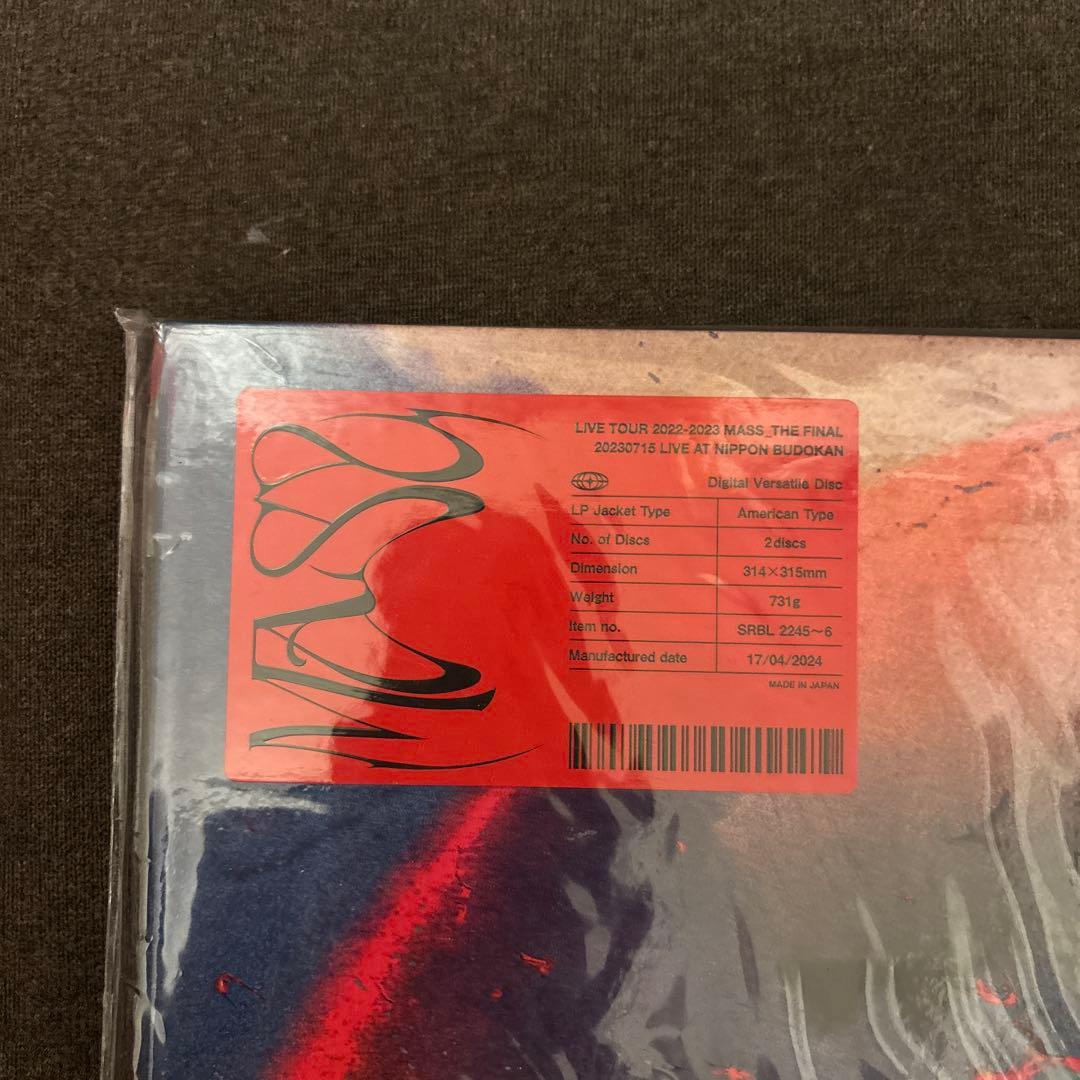 MASS
LIVE TOUR 2022-2023 MASS_THE FINAL
20230715 LIVE AT NIPPON BUDOKAN
Digital Versatile Disc
LP Jacket Type American Type
No. of Discs 2discs
Dimension 314×315mm
Weight 731g
Item no. SRBL 2245~6
Manufactured date 17/04/2024
MADE IN JAPAN